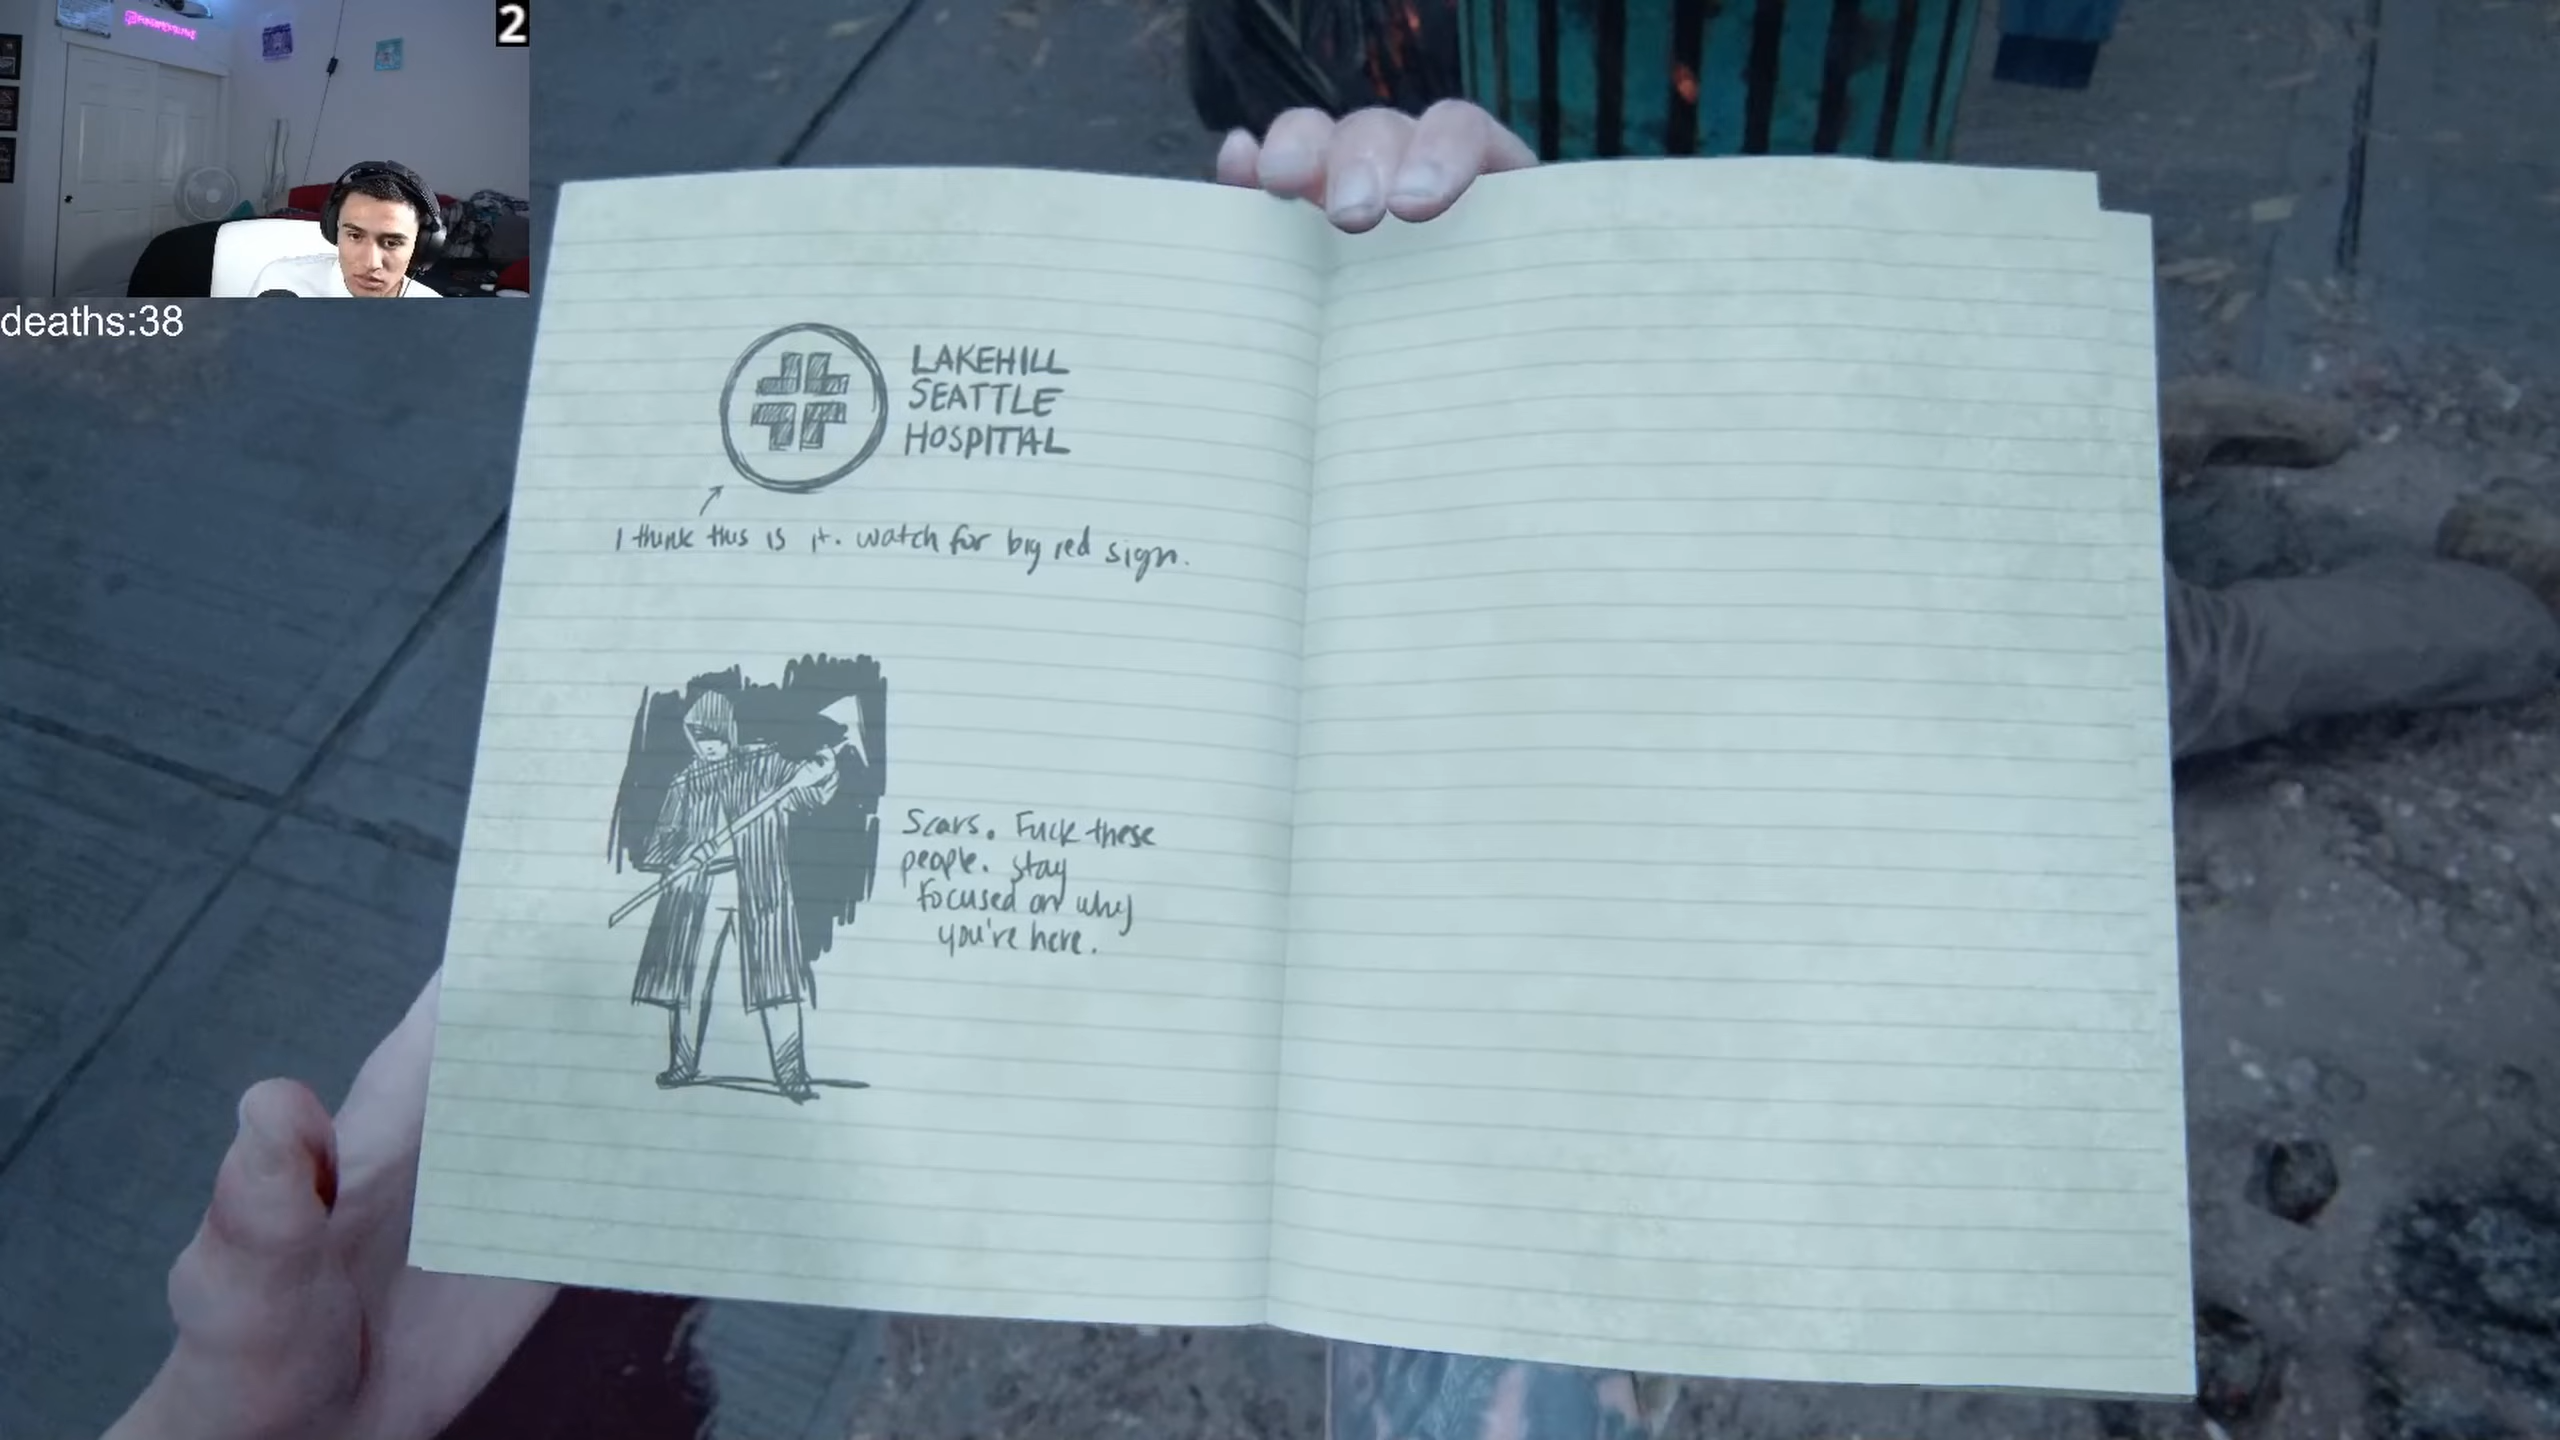 2
deaths:38
LAKEHILL
SEATTLE
HOSPITAL
I think this is it. watch for big red sign.
Scars. Fuck these
people. stay
focused on why
you're here.